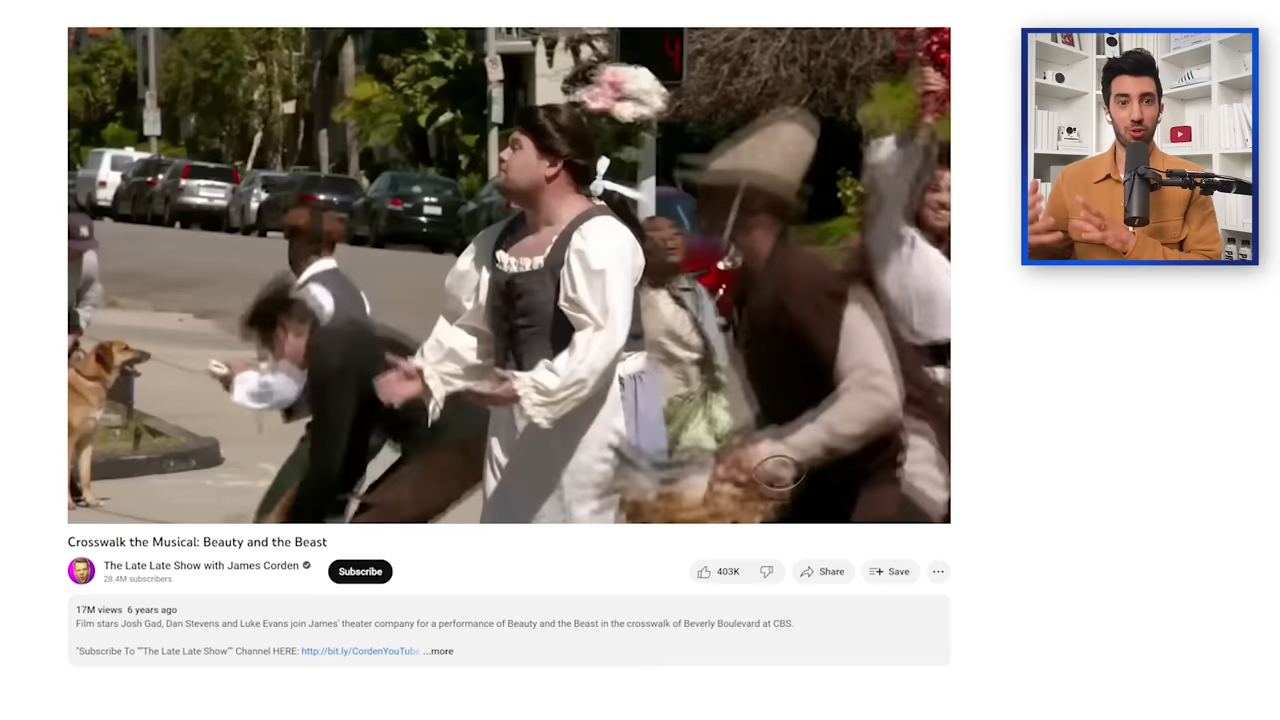 Crosswalk the Musical: Beauty and the Beast
The Late Late Show with James Corden
28.4M subscribers
Subscribe
403K
Share
Save
17M views 6 years ago
Film stars Josh Gad, Dan Stevens and Luke Evans join James' theater company for a performance of Beauty and the Beast in the crosswalk of Beverly Boulevard at CBS.
"Subscribe To ""The Late Late Show"" Channel HERE: http://bit.ly/CordenYouTube ...more